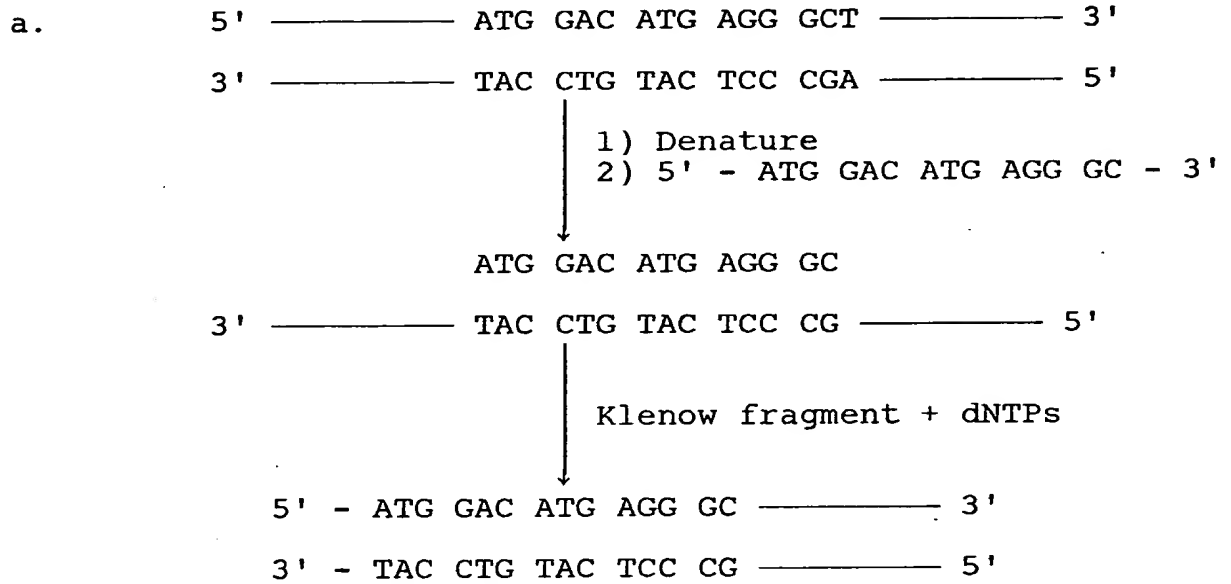 a. 5' ——— ATG GAC ATG AGG GCT ——— 3'
3' ——— TAC CTG TAC TCC CGA ——— 5'
1) Denature
2) 5' - ATG GAC ATG AGG GC - 3'
ATG GAC ATG AGG GC
3' ——— TAC CTG TAC TCC CG ——— 5'
Klenow fragment + dNTPs
5' - ATG GAC ATG AGG GC ——— 3'
3' - TAC CTG TAC TCC CG ——— 5'